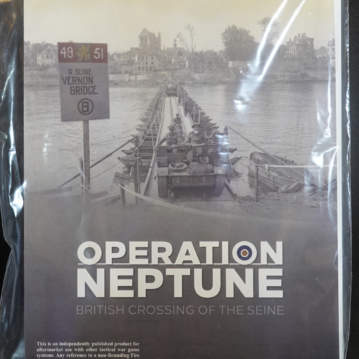 49 51
R SEINE
VERNON
BRIDGE
OPERATION
NEPTUNE
BRITISH CROSSING OF THE SEINE
This is an independently published product for
aftermarket use with other tactical war game
systems. Any reference to a non-Bounding Fire